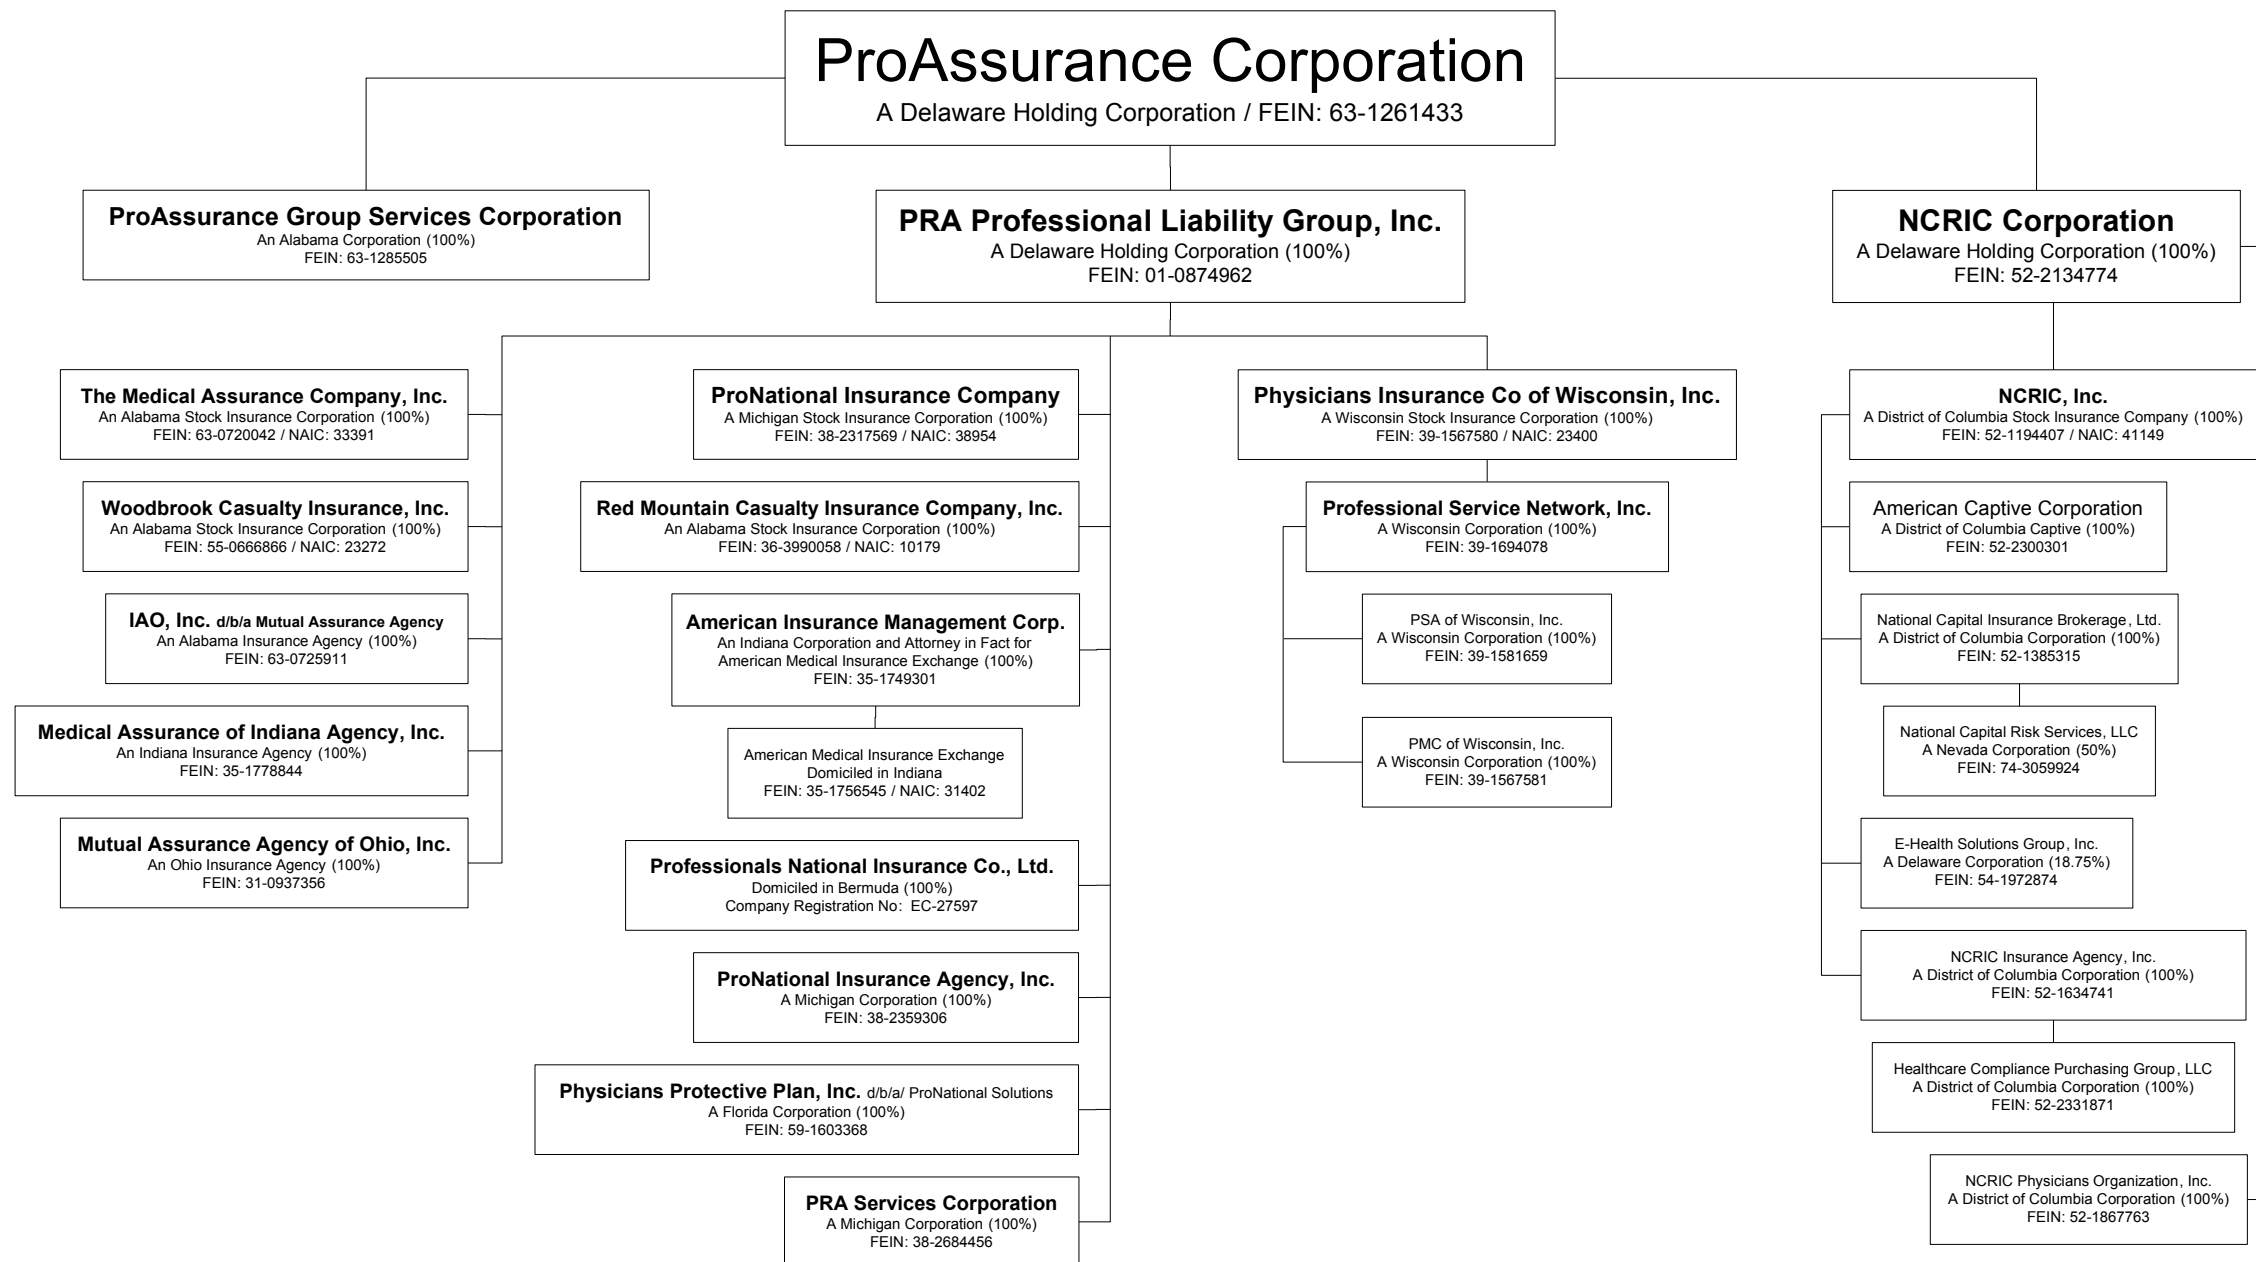 ProAssurance Corporation
A Delaware Holding Corporation / FEIN: 63-1261433
ProAssurance Group Services Corporation
An Alabama Corporation (100%)
FEIN: 63-1285505
PRA Professional Liability Group, Inc.
A Delaware Holding Corporation (100%)
FEIN: 01-0874962
NCRIC Corporation
A Delaware Holding Corporation (100%)
FEIN: 52-2134774
The Medical Assurance Company, Inc.
An Alabama Stock Insurance Corporation (100%)
FEIN: 63-0720042 / NAIC: 33391
Woodbrook Casualty Insurance, Inc.
An Alabama Stock Insurance Corporation (100%)
FEIN: 55-0666866 / NAIC: 23272
IAO, Inc. d/b/a Mutual Assurance Agency
An Alabama Insurance Agency (100%)
FEIN: 63-0725911
Medical Assurance of Indiana Agency, Inc.
An Indiana Insurance Agency (100%)
FEIN: 35-1778844
Mutual Assurance Agency of Ohio, Inc.
An Ohio Insurance Agency (100%)
FEIN: 31-0937356
ProNational Insurance Company
A Michigan Stock Insurance Corporation (100%)
FEIN: 38-2317569 / NAIC: 38954
Red Mountain Casualty Insurance Company, Inc.
An Alabama Stock Insurance Corporation (100%)
FEIN: 36-3990058 / NAIC: 10179
American Insurance Management Corp.
An Indiana Corporation and Attorney in Fact for
American Medical Insurance Exchange (100%)
FEIN: 35-1749301
American Medical Insurance Exchange
Domiciled in Indiana
FEIN: 35-1756545 / NAIC: 31402
Professionals National Insurance Co., Ltd.
Domiciled in Bermuda (100%)
Company Registration No: EC-27597
ProNational Insurance Agency, Inc.
A Michigan Corporation (100%)
FEIN: 38-2359306
Physicians Protective Plan, Inc. d/b/a/ ProNational Solutions
A Florida Corporation (100%)
FEIN: 59-1603368
PRA Services Corporation
A Michigan Corporation (100%)
FEIN: 38-2684456
Physicians Insurance Co of Wisconsin, Inc.
A Wisconsin Stock Insurance Corporation (100%)
FEIN: 39-1567580 / NAIC: 23400
Professional Service Network, Inc.
A Wisconsin Corporation (100%)
FEIN: 39-1694078
PSA of Wisconsin, Inc.
A Wisconsin Corporation (100%)
FEIN: 39-1581659
PMC of Wisconsin, Inc.
A Wisconsin Corporation (100%)
FEIN: 39-1567581
NCRIC, Inc.
A District of Columbia Stock Insurance Company (100%)
FEIN: 52-1194407 / NAIC: 41149
American Captive Corporation
A District of Columbia Captive (100%)
FEIN: 52-2300301
National Capital Insurance Brokerage, Ltd.
A District of Columbia Corporation (100%)
FEIN: 52-1385315
National Capital Risk Services, LLC
A Nevada Corporation (50%)
FEIN: 74-3059924
E-Health Solutions Group, Inc.
A Delaware Corporation (18.75%)
FEIN: 54-1972874
NCRIC Insurance Agency, Inc.
A District of Columbia Corporation (100%)
FEIN: 52-1634741
Healthcare Compliance Purchasing Group, LLC
A District of Columbia Corporation (100%)
FEIN: 52-2331871
NCRIC Physicians Organization, Inc.
A District of Columbia Corporation (100%)
FEIN: 52-1867763